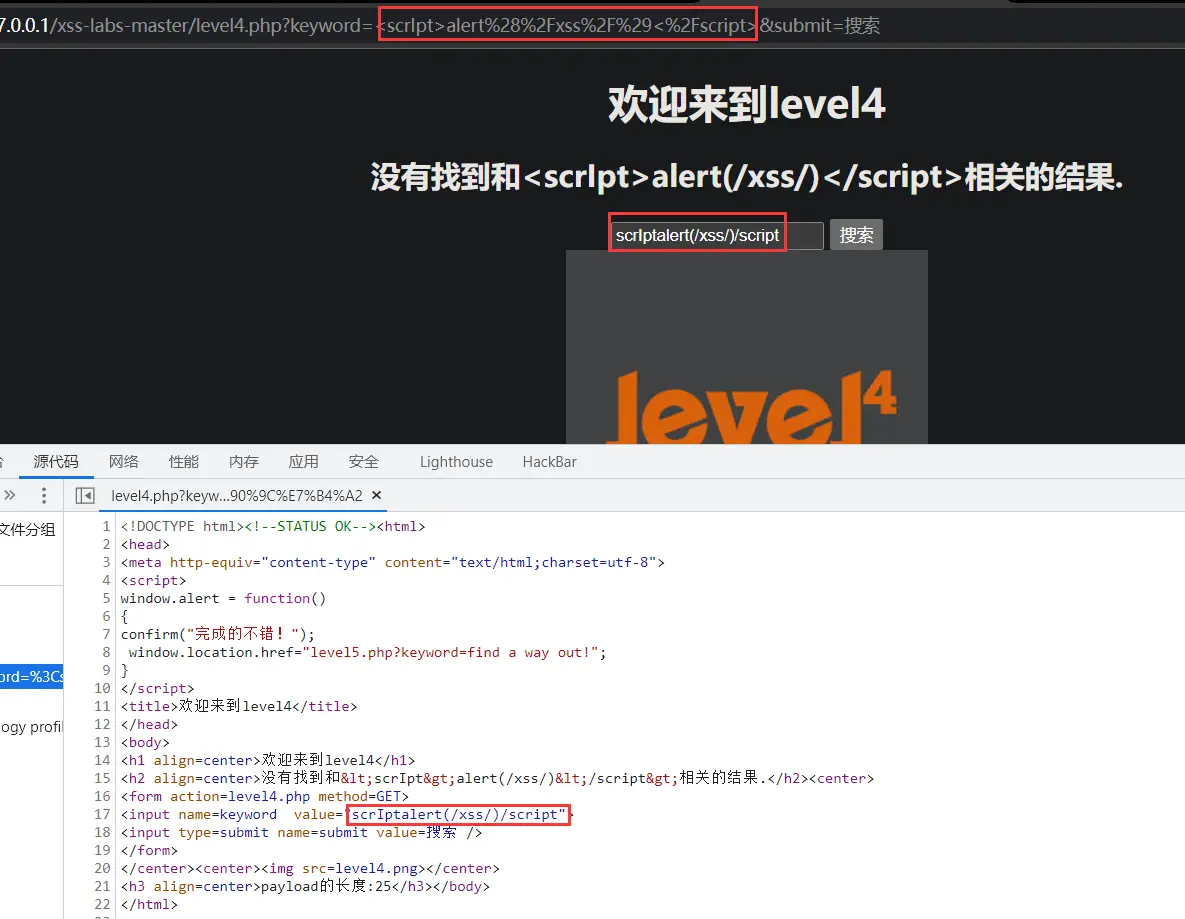 7.0.0.1/xss-labs-master/level4.php?keyword=<scrIpt>alert%28%2Fxss%2F%29<%2Fscript>&submit=搜索
欢迎来到level4
没有找到和<scrIpt>alert(/xss/)</script>相关的结果.
scrIptalert(/xss/)/script 搜索
level4
源代码 网络 性能 内存 应用 安全 Lighthouse HackBar
» level4.php?keyw...90%9C%E7%B4%A2 ×
文件分组
ord=%3Cs
ogy profil
1 <!DOCTYPE html><!--STATUS OK--><html>
2 <head>
3 <meta http-equiv="content-type" content="text/html;charset=utf-8">
4 <script>
5 window.alert = function()
6 {
7 confirm("完成的不错！");
8  window.location.href="level5.php?keyword=find a way out!";
9 }
10 </script>
11 <title>欢迎来到level4</title>
12 </head>
13 <body>
14 <h1 align=center>欢迎来到level4</h1>
15 <h2 align=center>没有找到和&lt;scrIpt&gt;alert(/xss/)&lt;/script&gt;相关的结果.</h2><center>
16 <form action=level4.php method=GET>
17 <input name=keyword  value="scrIptalert(/xss/)/script">
18 <input type=submit name=submit value=搜索 />
19 </form>
20 </center><center><img src=level4.png></center>
21 <h3 align=center>payload的长度:25</h3></body>
22 </html>